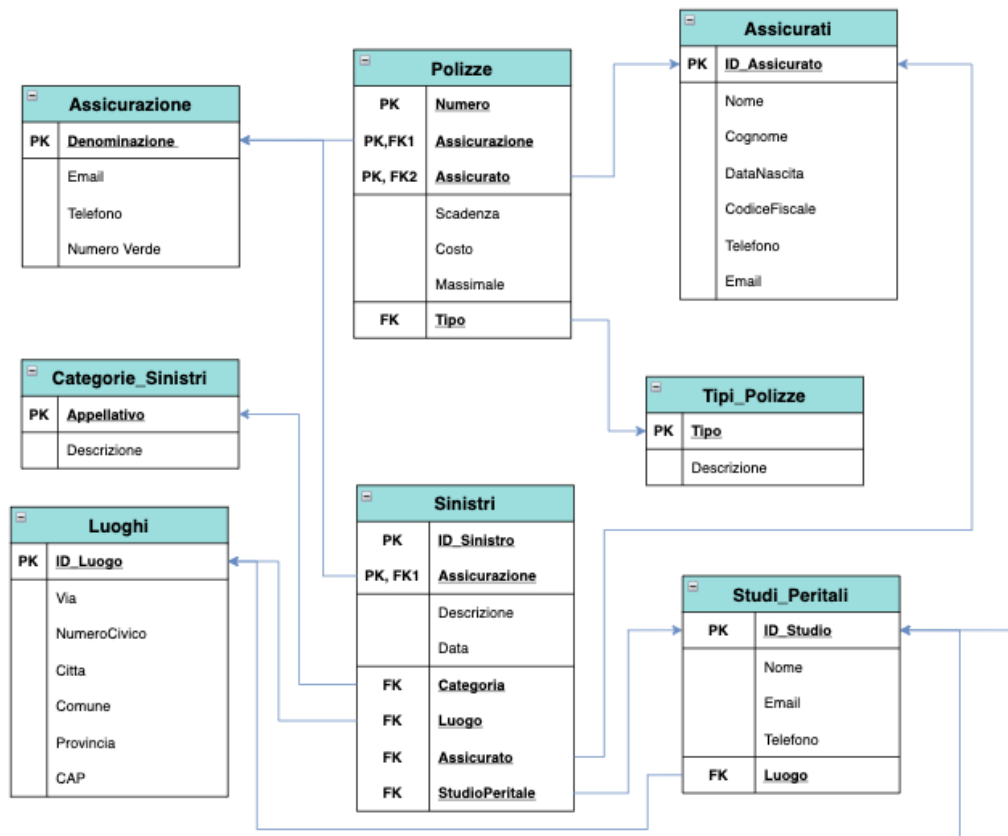 Assicurazione
PK Denominazione
Email
Telefono
Numero Verde
Polizze
PK Numero
PK,FK1 Assicurazione
PK, FK2 Assicurato
Scadenza
Costo
Massimale
FK Tipo
Assicurati
PK ID_Assicurato
Nome
Cognome
DataNascita
CodiceFiscale
Telefono
Email
Categorie_Sinistri
PK Appellativo
Descrizione
Tipi_Polizze
PK Tipo
Descrizione
Luoghi
PK ID_Luogo
Via
NumeroCivico
Citta
Comune
Provincia
CAP
Sinistri
PK ID_Sinistro
PK, FK1 Assicurazione
Descrizione
Data
FK Categoria
FK Luogo
FK Assicurato
FK StudioPeritale
Studi_Peritali
PK ID_Studio
Nome
Email
Telefono
FK Luogo